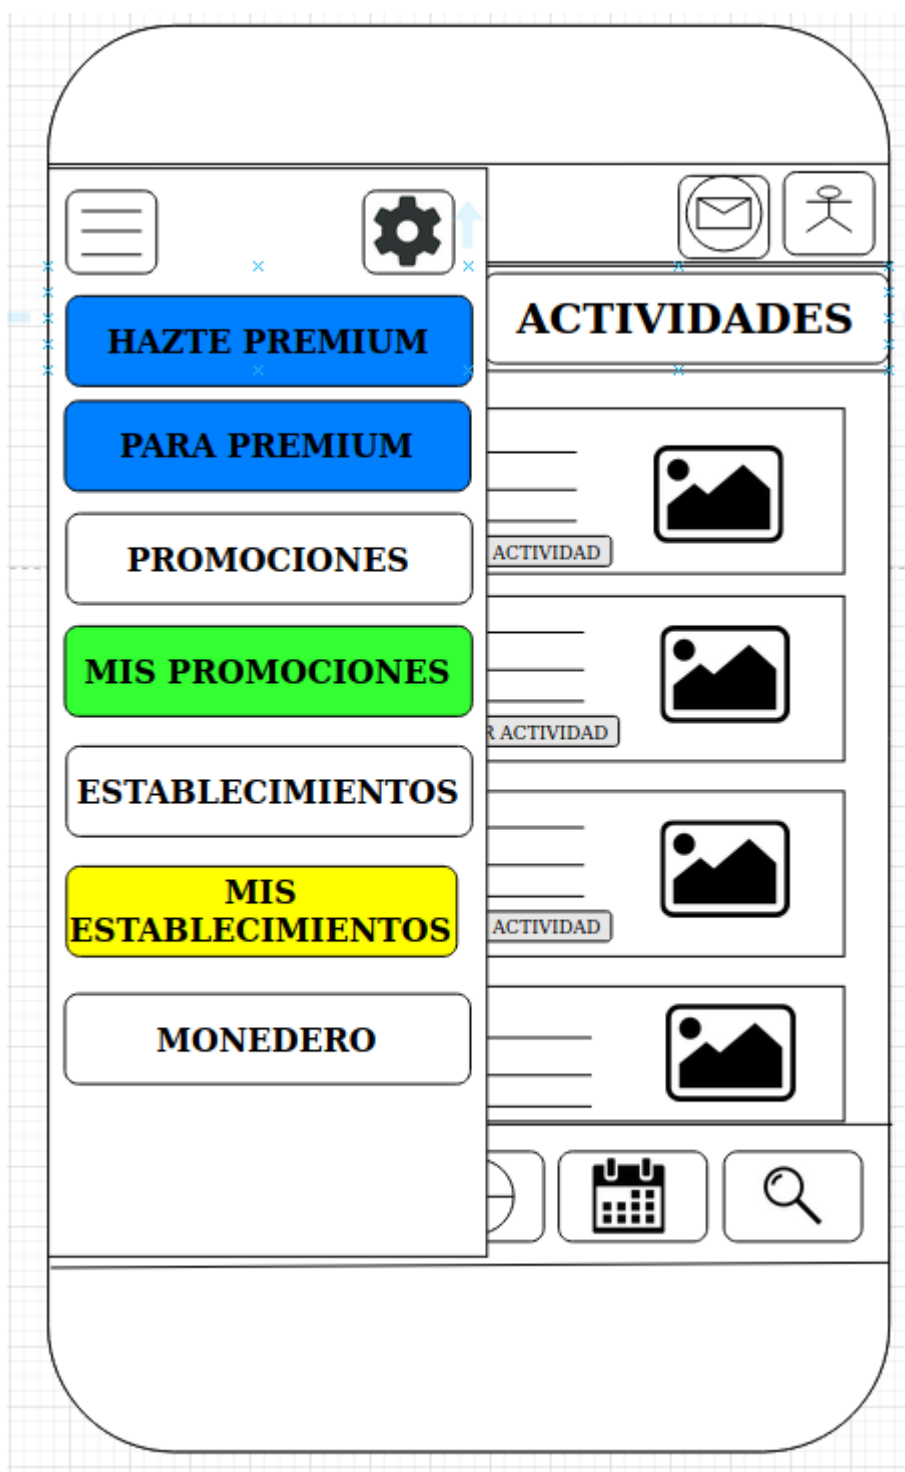 HAZTE PREMIUM
ACTIVIDADES
PARA PREMIUM
PROMOCIONES
ACTIVIDAD
MIS PROMOCIONES
R ACTIVIDAD
ESTABLECIMIENTOS
MIS
ESTABLECIMIENTOS
ACTIVIDAD
MONEDERO